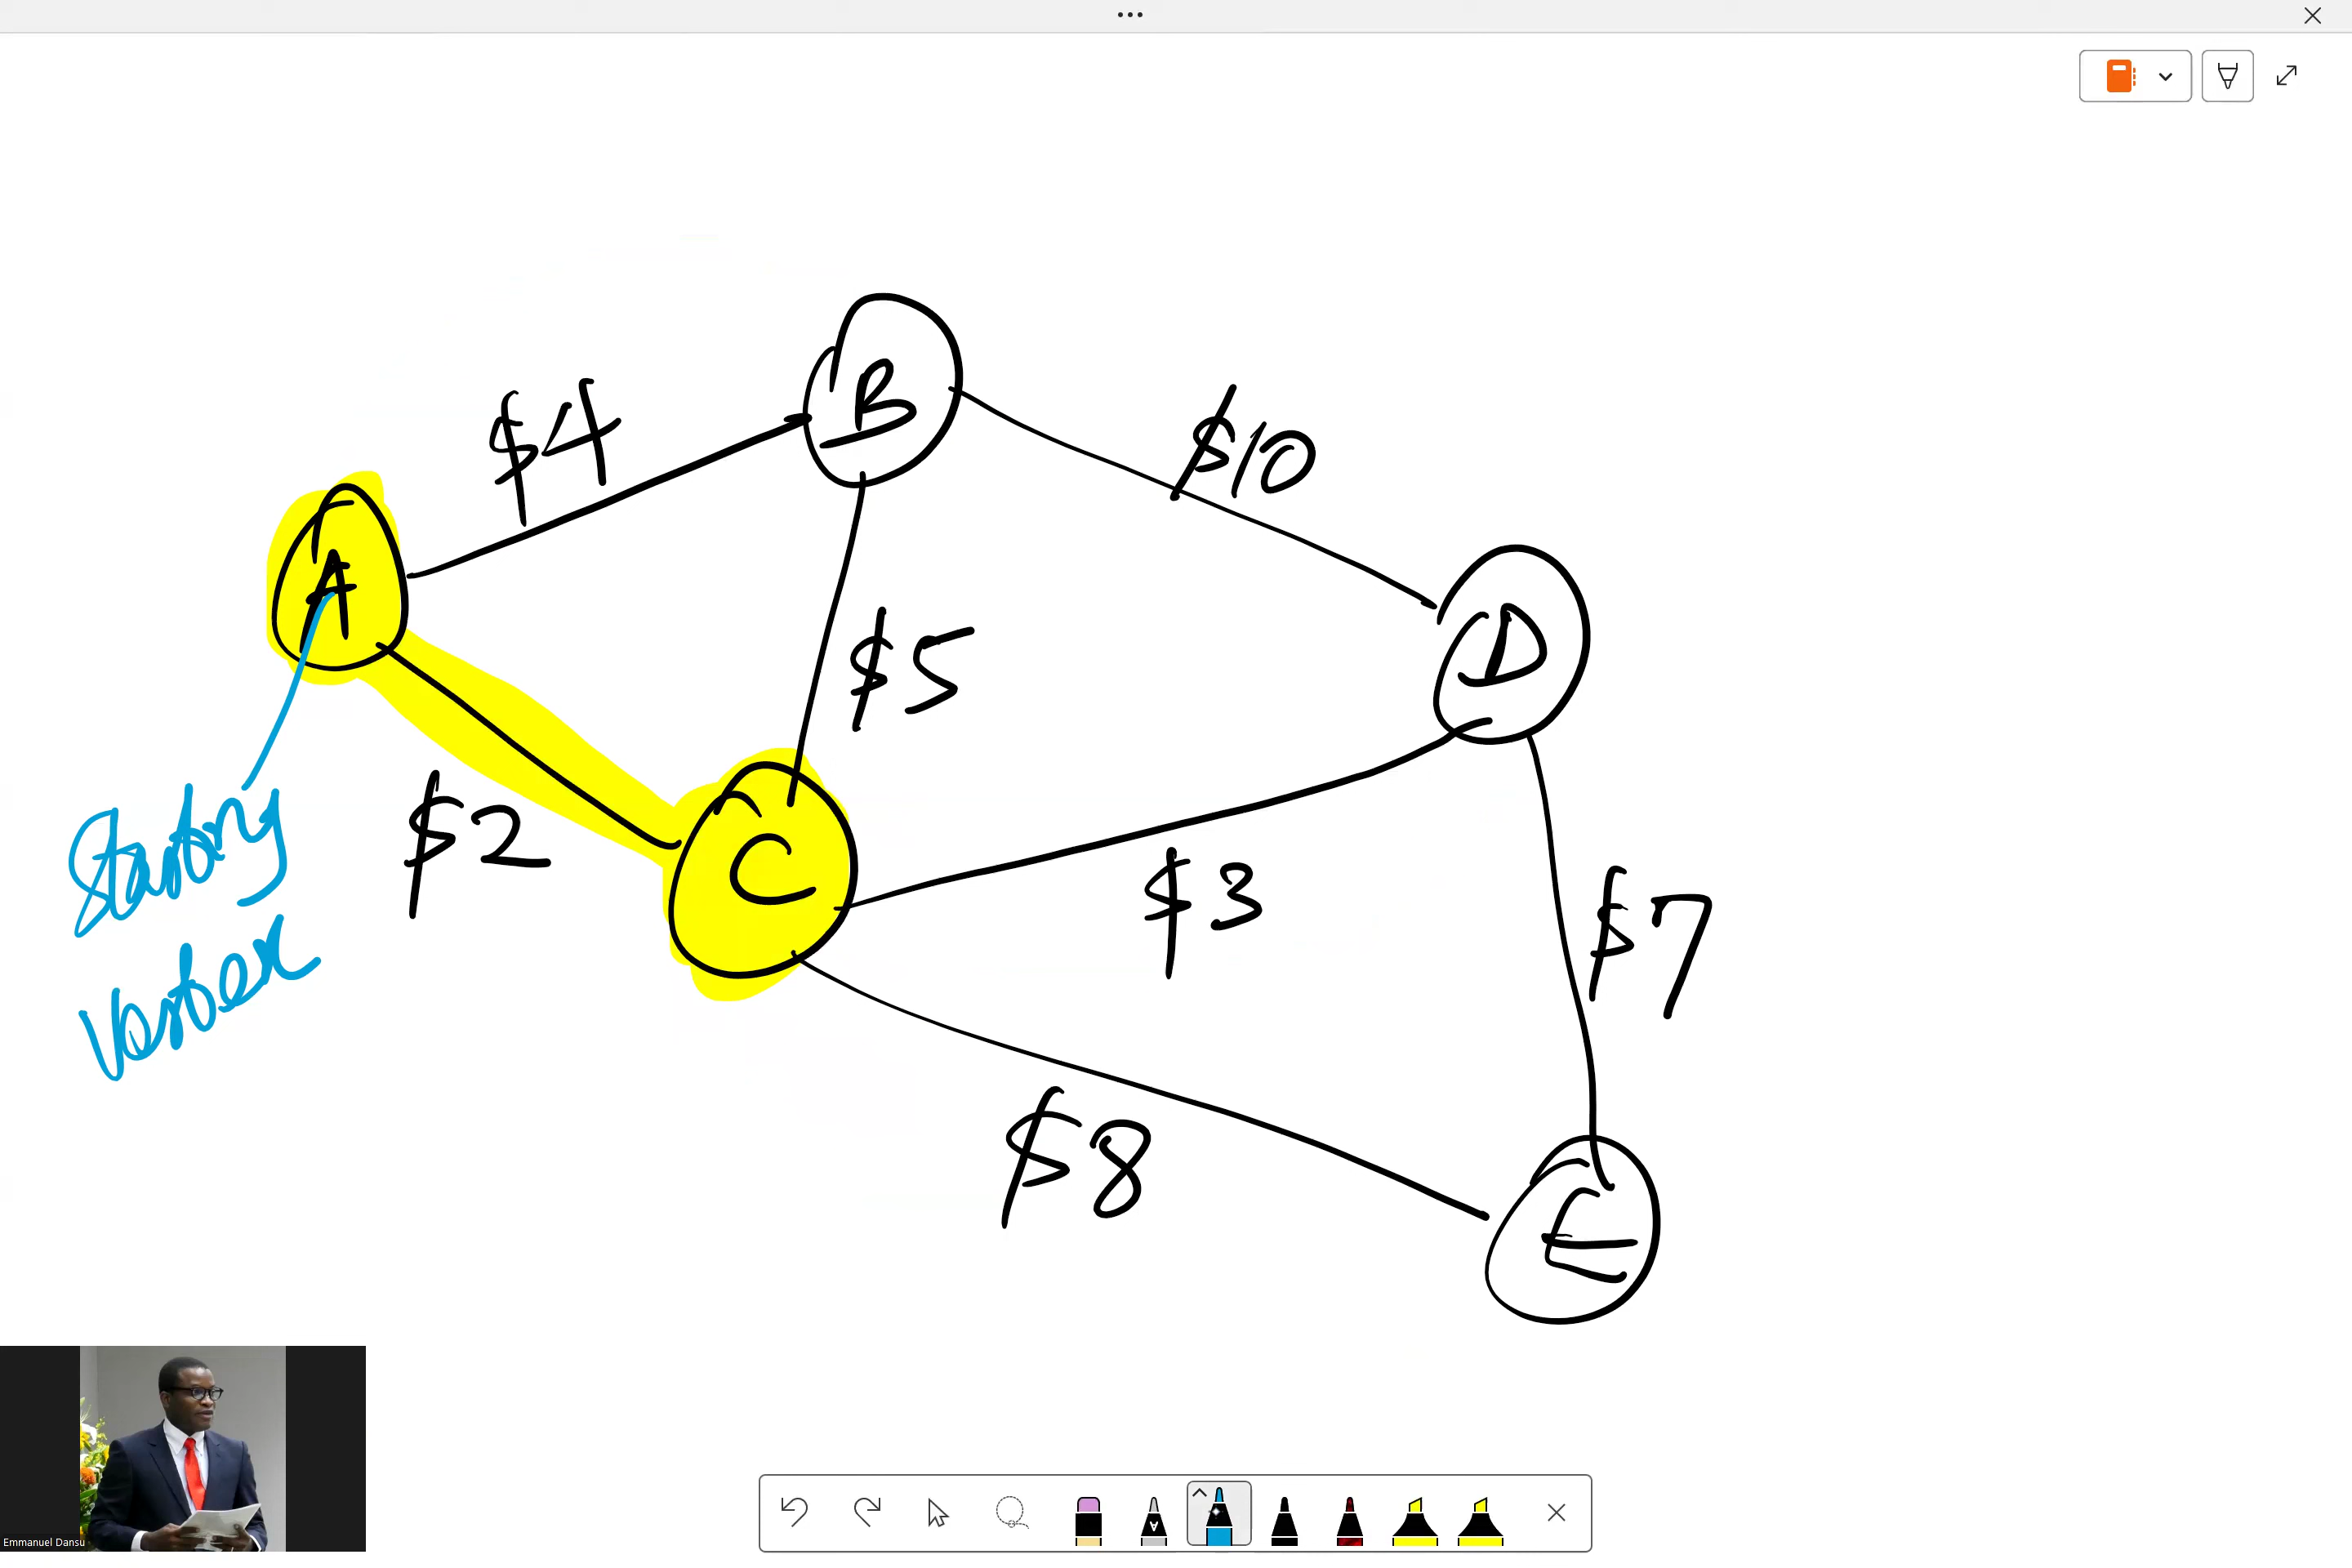 B
$4
$10
A
D
$5
$2
C
$3
$7
Starting
Vertex
$8
E
Emmanuel Dansu